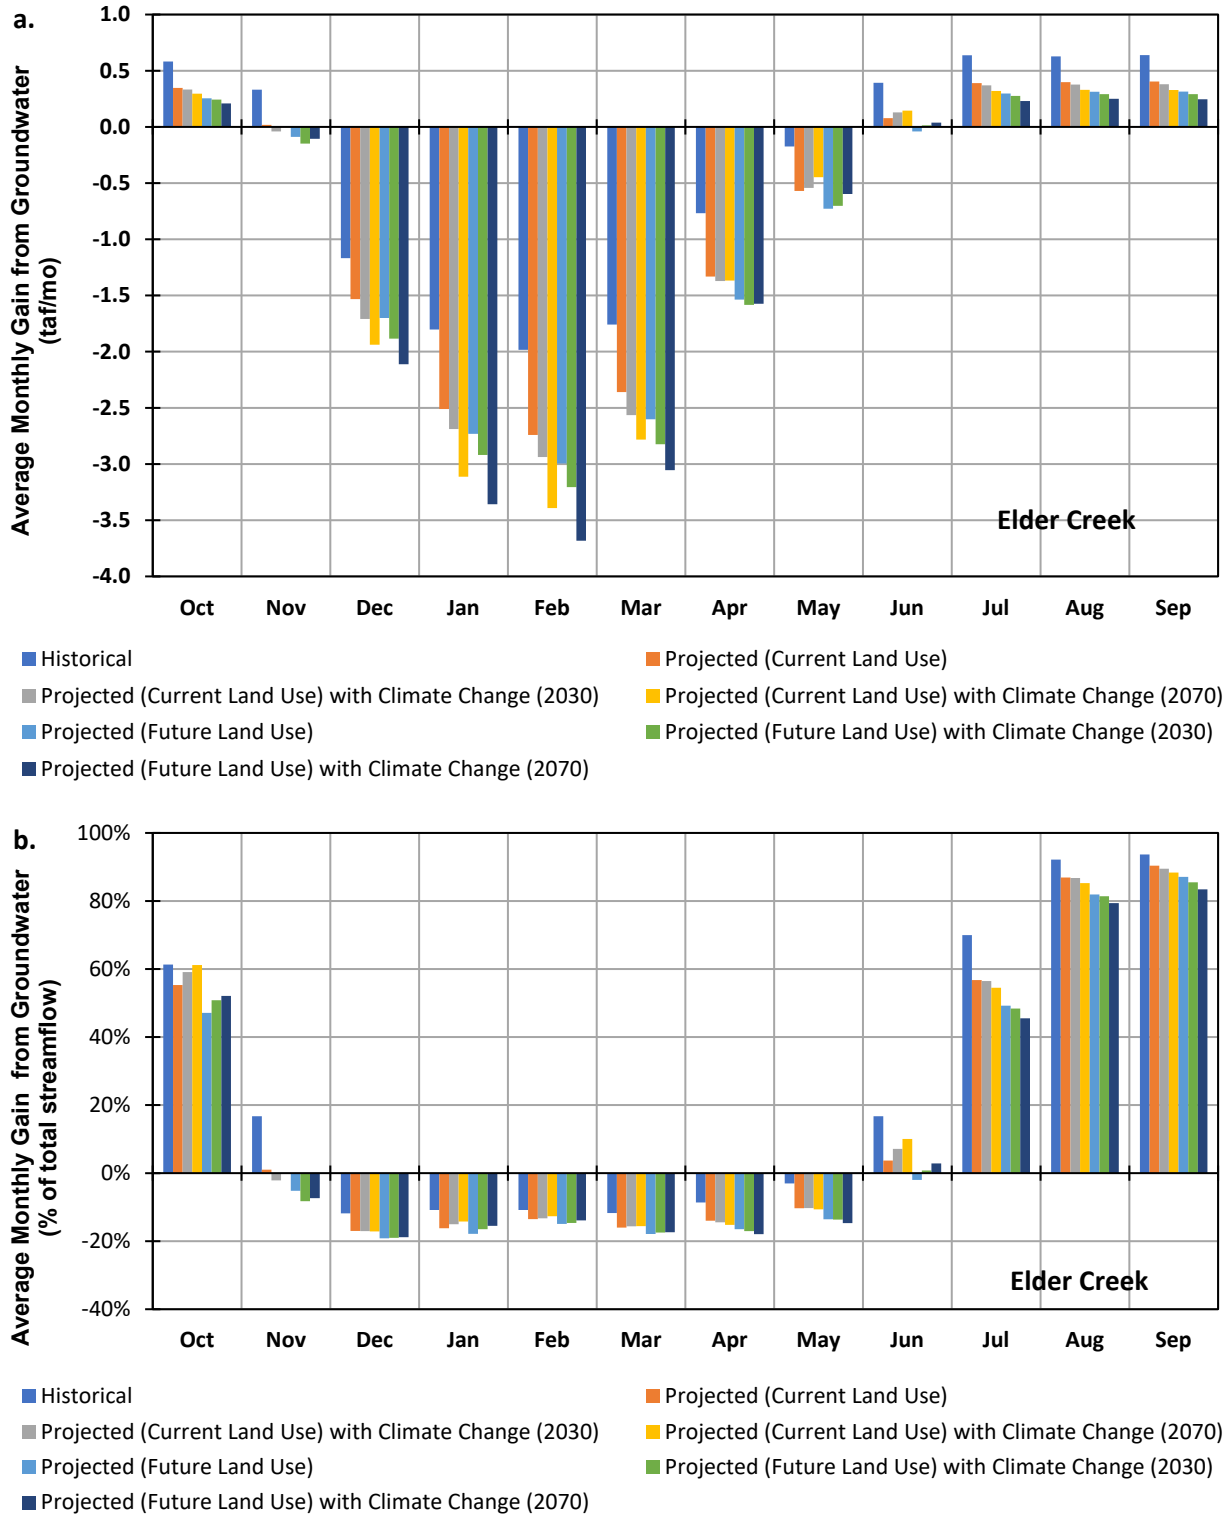 a.
Average Monthly Gain from Groundwater
(taf/mo)
1.0
0.5
0.0
-0.5
-1.0
-1.5
-2.0
-2.5
-3.0
-3.5
-4.0
Elder Creek
Oct Nov Dec Jan Feb Mar Apr May Jun Jul Aug Sep
Historical
Projected (Current Land Use)
Projected (Current Land Use) with Climate Change (2030)
Projected (Current Land Use) with Climate Change (2070)
Projected (Future Land Use)
Projected (Future Land Use) with Climate Change (2030)
Projected (Future Land Use) with Climate Change (2070)
b.
Average Monthly Gain from Groundwater
(% of total streamflow)
100%
80%
60%
40%
20%
0%
-20%
-40%
Elder Creek
Oct Nov Dec Jan Feb Mar Apr May Jun Jul Aug Sep
Historical
Projected (Current Land Use)
Projected (Current Land Use) with Climate Change (2030)
Projected (Current Land Use) with Climate Change (2070)
Projected (Future Land Use)
Projected (Future Land Use) with Climate Change (2030)
Projected (Future Land Use) with Climate Change (2070)